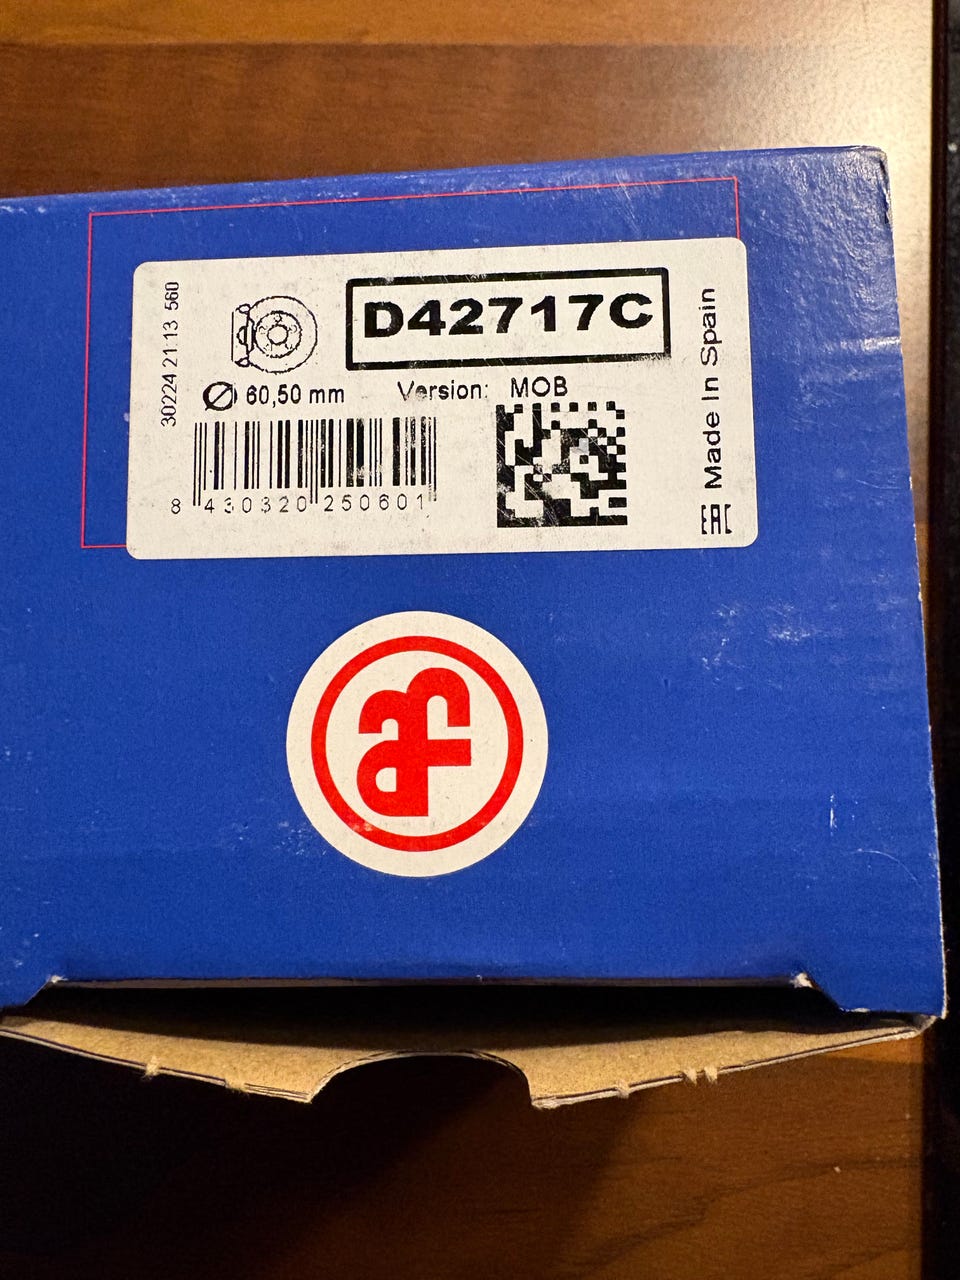 D42717C
60,50 mm
Version: MOB
8 430320 250601
30224 21:13 560
Made In Spain
EAC